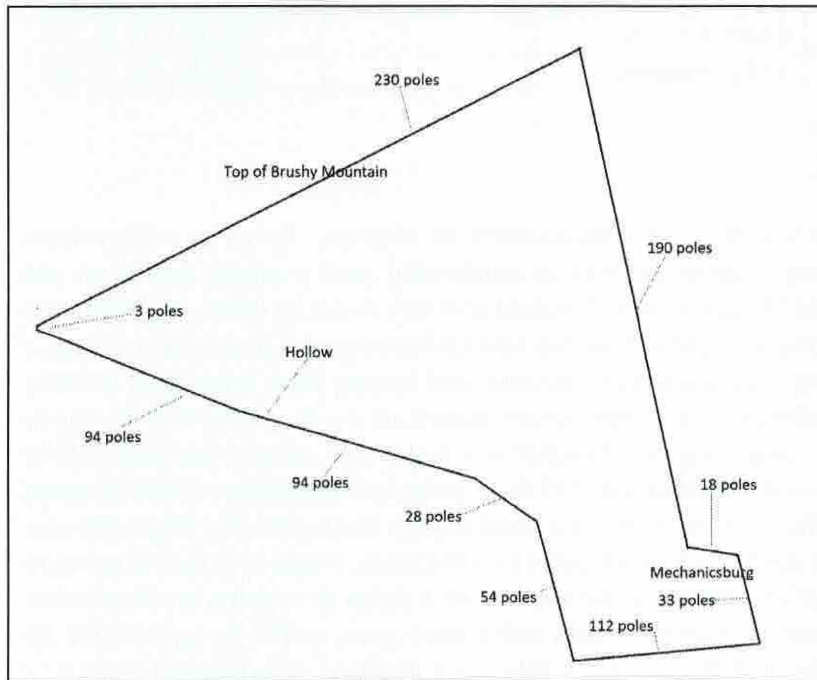 230 poles
Top of Brushy Mountain
190 poles
3 poles
Hollow
94 poles
94 poles
18 poles
28 poles
Mechanicsburg
54 poles
33 poles
112 poles